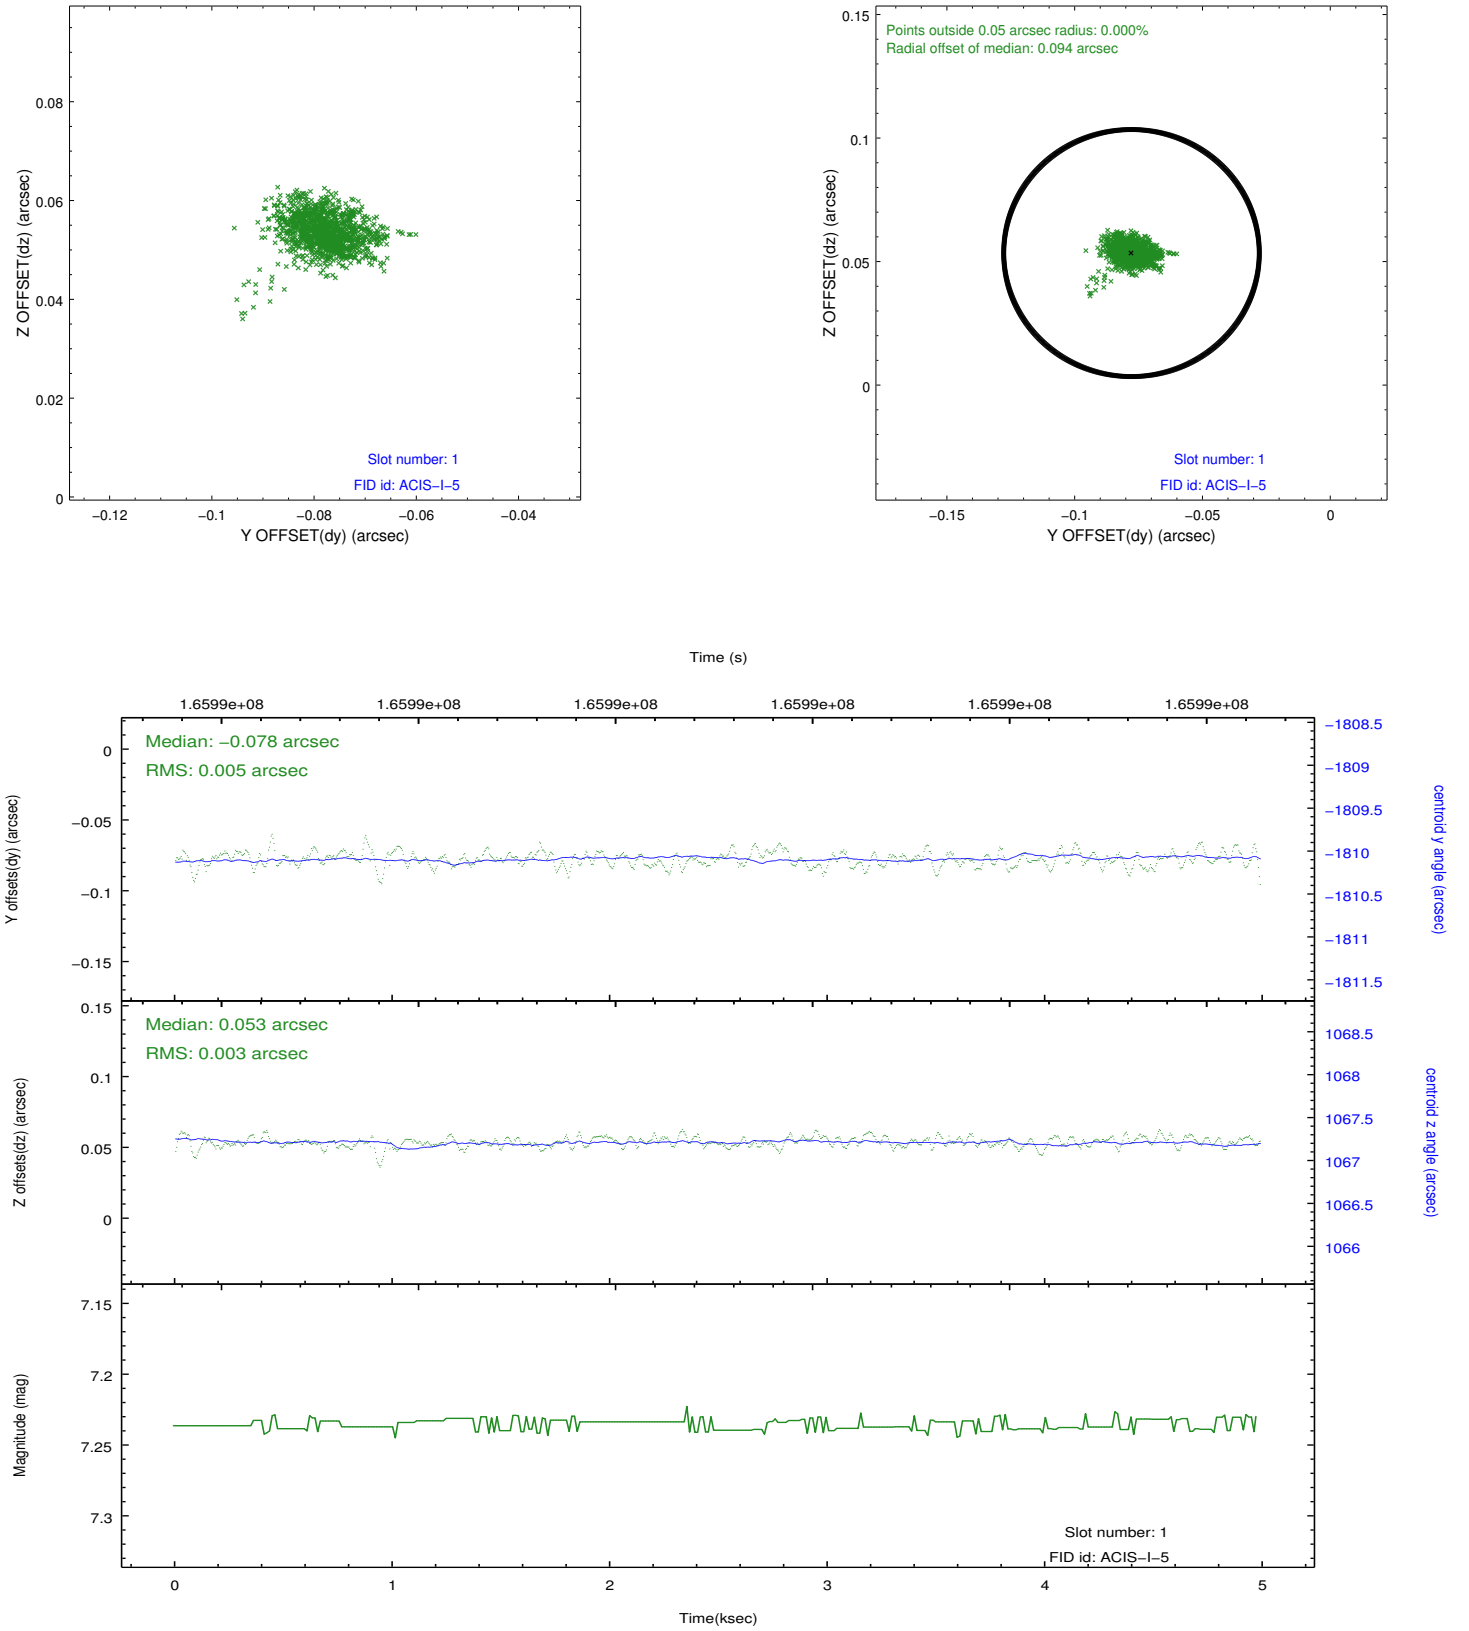 0.08
0.06
0.04
0.02
0
Z OFFSET(dz) (arcsec)
Slot number: 1
FID id: ACIS−I−5
−0.12
−0.1
−0.08
−0.06
−0.04
Y OFFSET(dy) (arcsec)
Points outside 0.05 arcsec radius: 0.000%
Radial offset of median: 0.094 arcsec
0.15
0.1
0.05
0
Z OFFSET(dz) (arcsec)
Slot number: 1
FID id: ACIS−I−5
−0.15
−0.1
−0.05
0
Y OFFSET(dy) (arcsec)
Time (s)
1.6599e+08
1.6599e+08
1.6599e+08
1.6599e+08
1.6599e+08
1.6599e+08
Median: −0.078 arcsec
RMS: 0.005 arcsec
0
−0.05
−0.1
−0.15
Y offsets(dy) (arcsec)
−1808.5
−1809
−1809.5
−1810
−1810.5
−1811
−1811.5
centroid y angle (arcsec)
Median: 0.053 arcsec
RMS: 0.003 arcsec
0.15
0.1
0.05
0
Z offsets(dz) (arcsec)
1068.5
1068
1067.5
1067
1066.5
1066
centroid z angle (arcsec)
7.15
7.2
7.25
7.3
Magnitude (mag)
Slot number: 1
FID id: ACIS−I−5
0
1
2
3
4
5
Time(ksec)